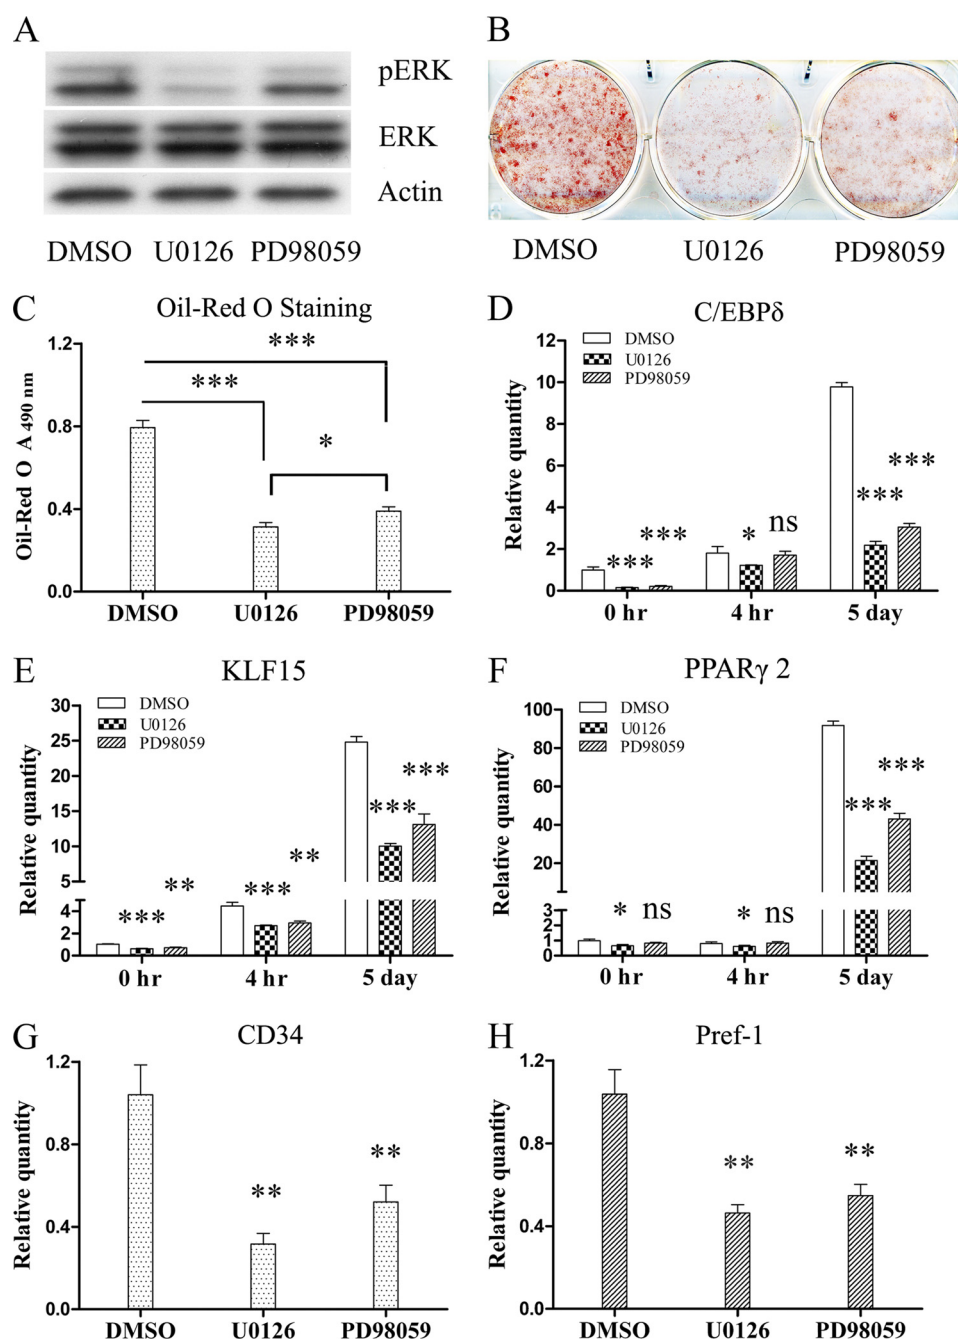 A
pERK
ERK
Actin
DMSO U0126 PD98059
B
DMSO U0126 PD98059
C Oil-Red O Staining
Oil-Red O A 490 nm
1.2
0.8
0.4
0.0
***
***
*
DMSO U0126 PD98059
D C/EBPδ
Relative quantity
12
10
8
6
4
2
0
DMSO
U0126
PD98059
*** *** * ns *** ***
0 hr 4 hr 5 day
E KLF15
Relative quantity
30
25
20
15
10
5
4
2
0
DMSO
U0126
PD98059
*** ** *** ** *** ***
0 hr 4 hr 5 day
F PPARγ 2
Relative quantity
100
80
60
40
20
3
2
1
0
DMSO
U0126
PD98059
* ns * ns *** ***
0 hr 4 hr 5 day
G CD34
Relative quantity
1.2
0.8
0.4
0.0
** **
DMSO U0126 PD98059
H Pref-1
Relative quantity
1.2
0.8
0.4
0.0
** **
DMSO U0126 PD98059